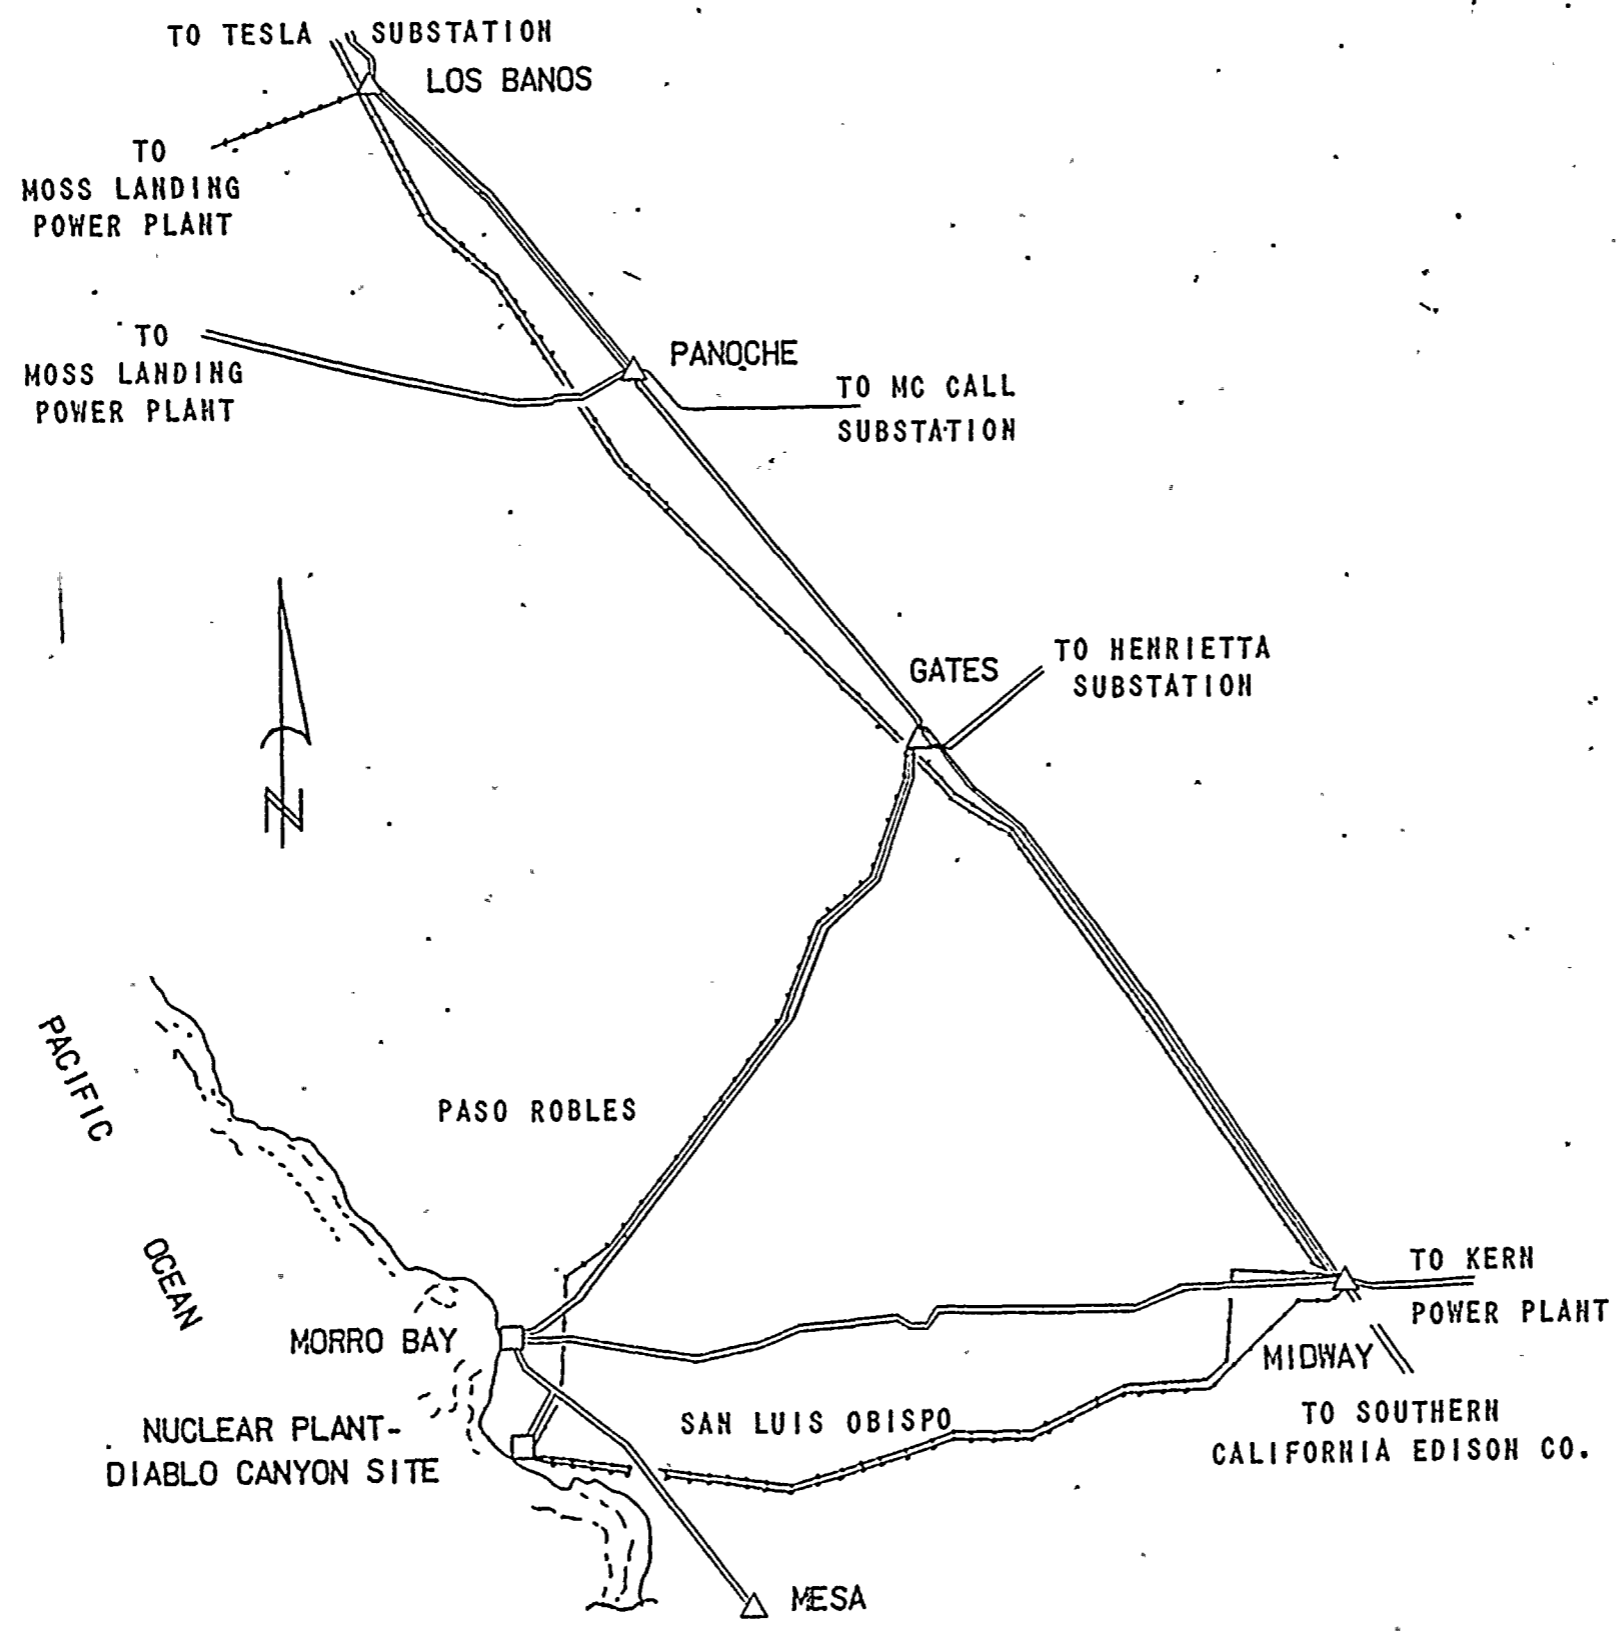 TO TESLA SUBSTATION
LOS BANOS
TO
MOSS LANDING
POWER PLANT
TO
MOSS LANDING
POWER PLANT
PANOCHE
TO MC CALL
SUBSTATION
GATES
TO HENRIETTA
SUBSTATION
N
PACIFIC
OCEAN
PASO ROBLES
MORRO BAY
TO KERN
POWER PLANT
MIDWAY
TO SOUTHERN
CALIFORNIA EDISON CO.
SAN LUIS OBISPO
NUCLEAR PLANT-
DIABLO CANYON SITE
MESA